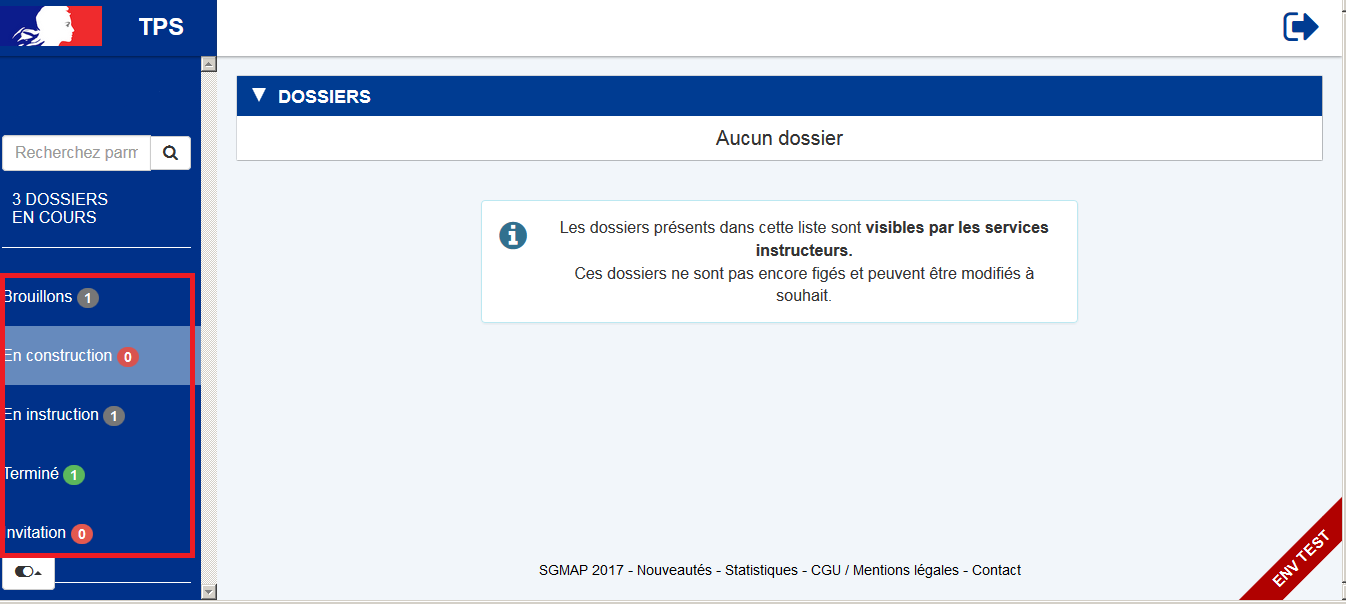 TPS
Recherchez parm
3 DOSSIERS
EN COURS
Brouillons 1
En construction 0
En instruction 1
Terminé 1
Invitation 0
▼ DOSSIERS
Aucun dossier
Les dossiers présents dans cette liste sont visibles par les services
instructeurs.
Ces dossiers ne sont pas encore figés et peuvent être modifiés à
souhait.
SGMAP 2017 - Nouveautés - Statistiques - CGU / Mentions légales - Contact
ENV TEST